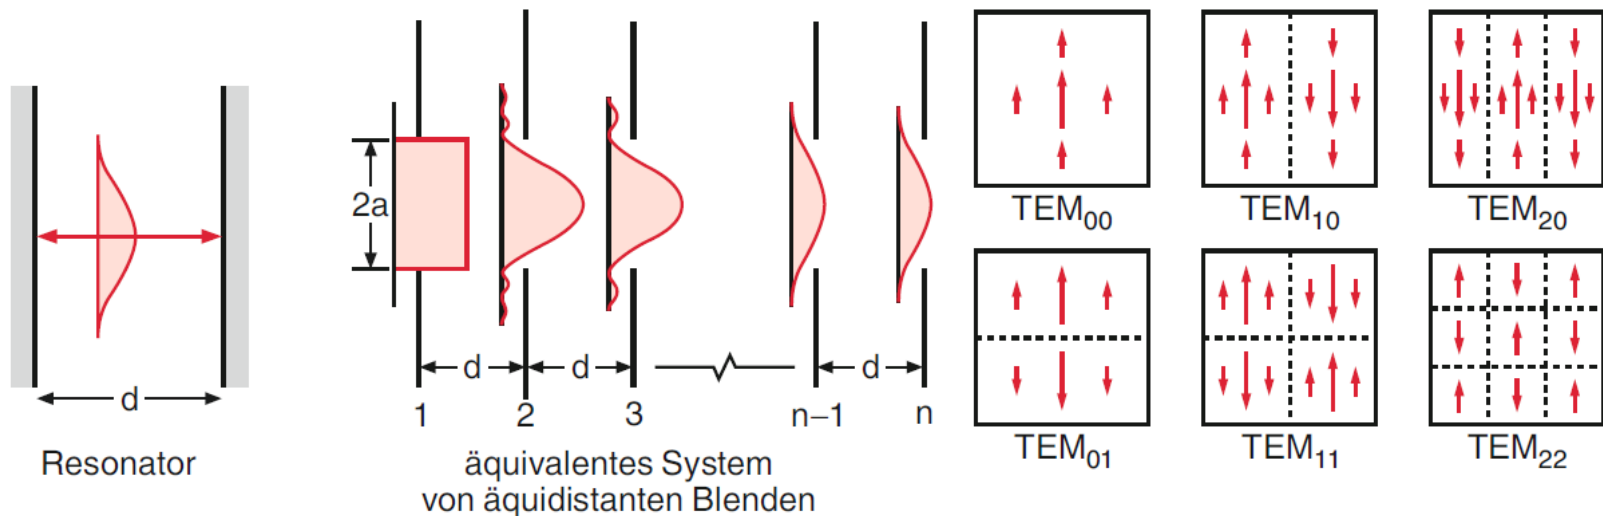 d
Resonator
2a
d
d
d
1
2
3
n–1
n
äquivalentes System
von äquidistanten Blenden
TEM₀₀
TEM₁₀
TEM₂₀
TEM₀₁
TEM₁₁
TEM₂₂